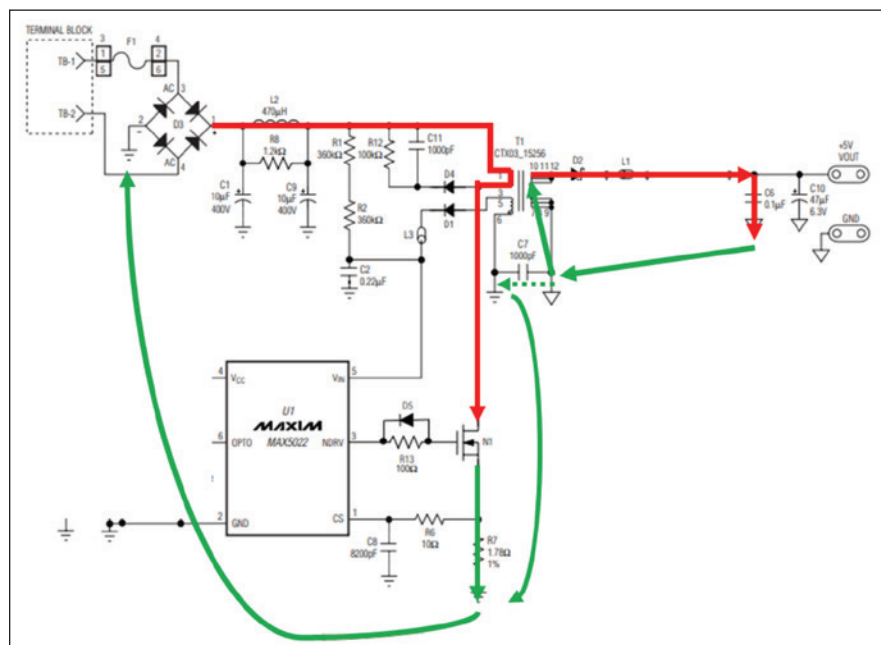 TERMINAL BLOCK
TB-1
TB-2
3
1
5
F1
4
2
6
AC
3
2
D3
1
AC
4
L2
470µH
R8
1.2kΩ
C1
10µF
400V
C9
10µF
400V
R1
360kΩ
R12
100kΩ
C11
1000pF
R2
360kΩ
D4
D1
L3
C2
0.22µF
T1
CTX03_15256
1
5
6
10 11 12
9
D2
L1
C7
1000pF
+5V
VOUT
C6
0.1µF
C10
47µF
6.3V
GND
4
VCC
VIN
5
U1
MAXIM
MAX5022
6
OPTO
NDRV
3
2
GND
CS
1
D5
R13
100Ω
N1
R6
10Ω
C8
8200pF
R7
1.78Ω
1%